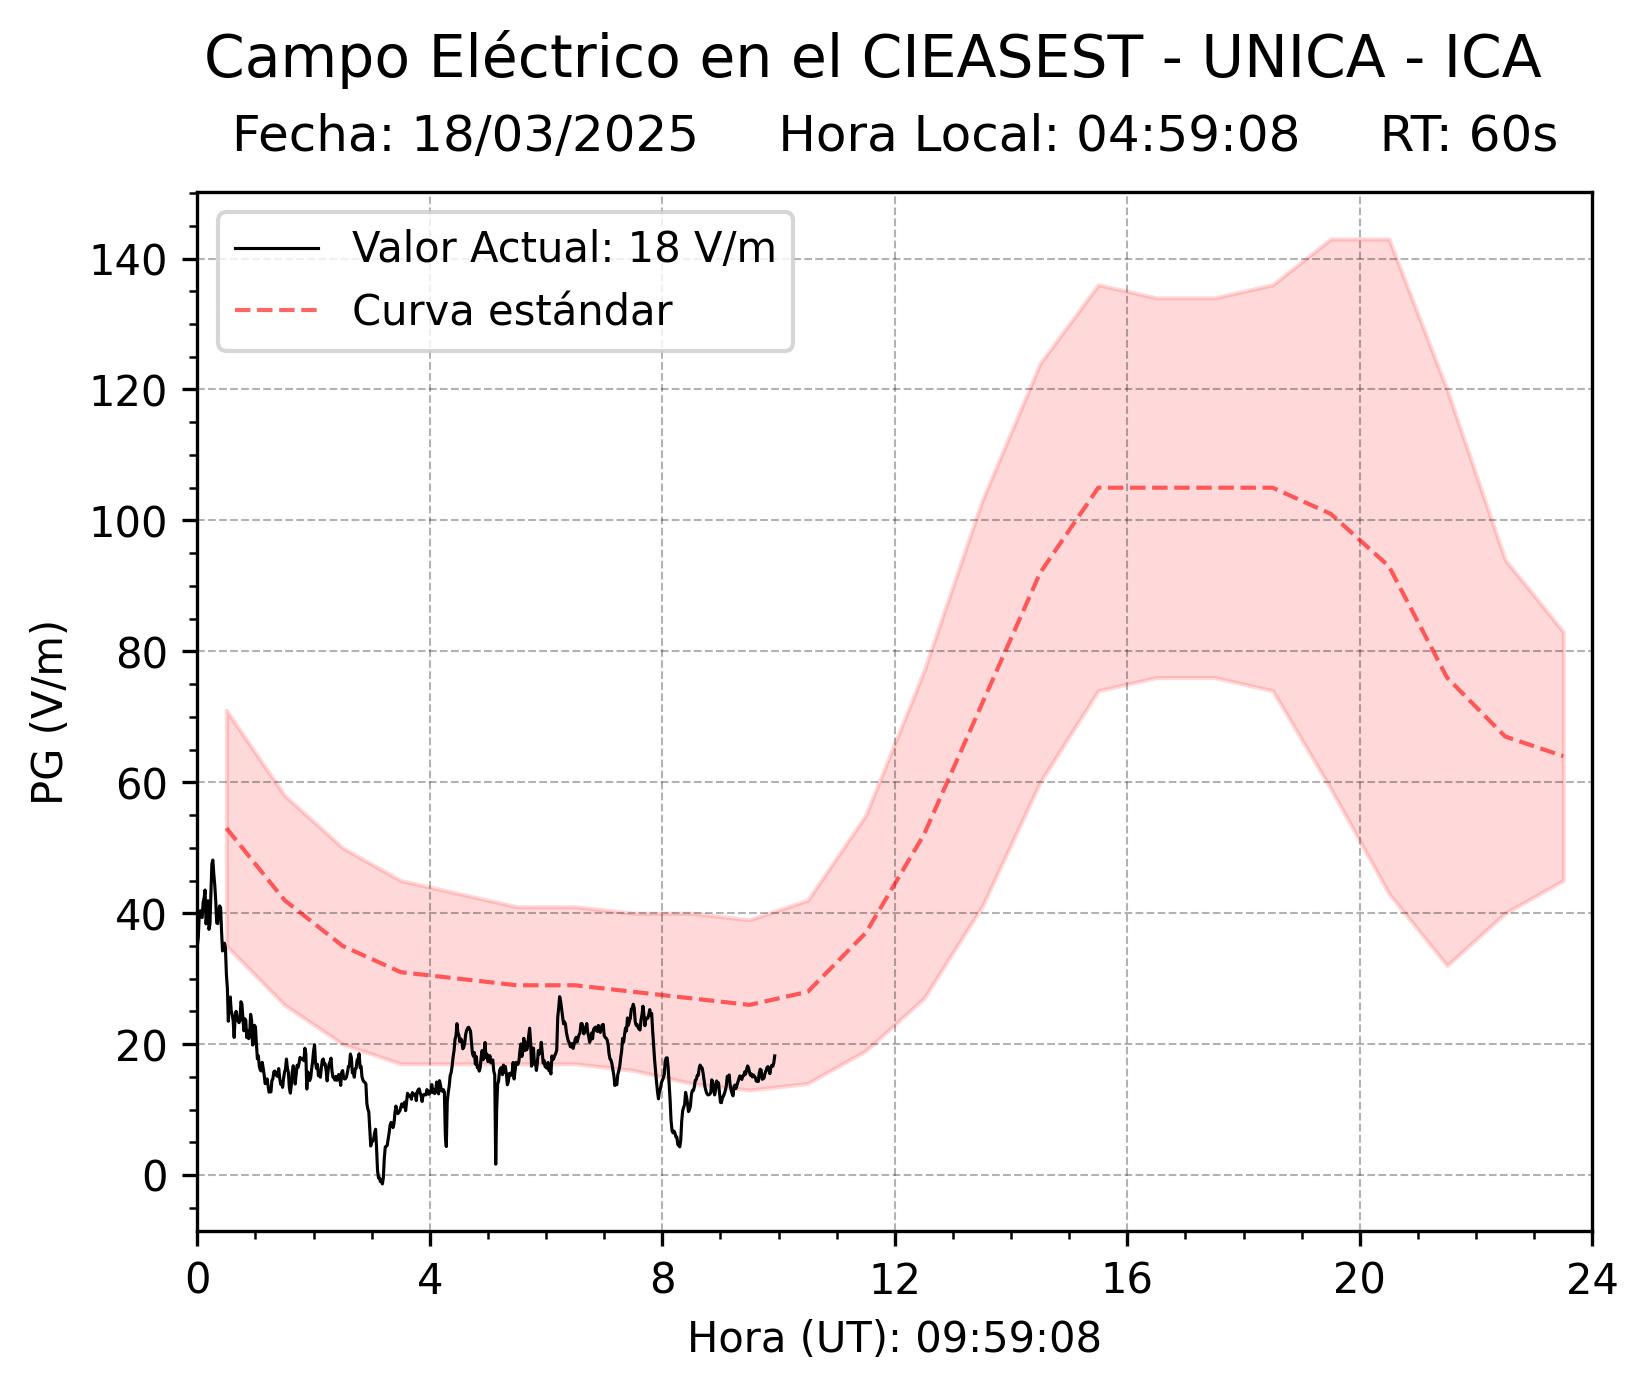 Campo Eléctrico en el CIEASEST - UNICA - ICA
Fecha: 18/03/2025 Hora Local: 04:59:08 RT: 60s
Valor Actual: 18 V/m
Curva estándar
PG (V/m)
140
120
100
80
60
40
20
0
0 4 8 12 16 20 24
Hora (UT): 09:59:08